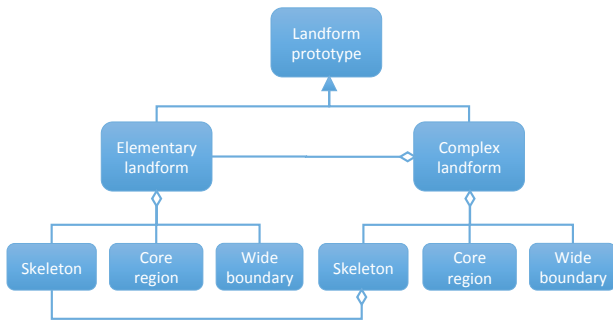 Landform
prototype
Elementary
landform
Complex
landform
Skeleton
Core
region
Wide
boundary
Skeleton
Core
region
Wide
boundary